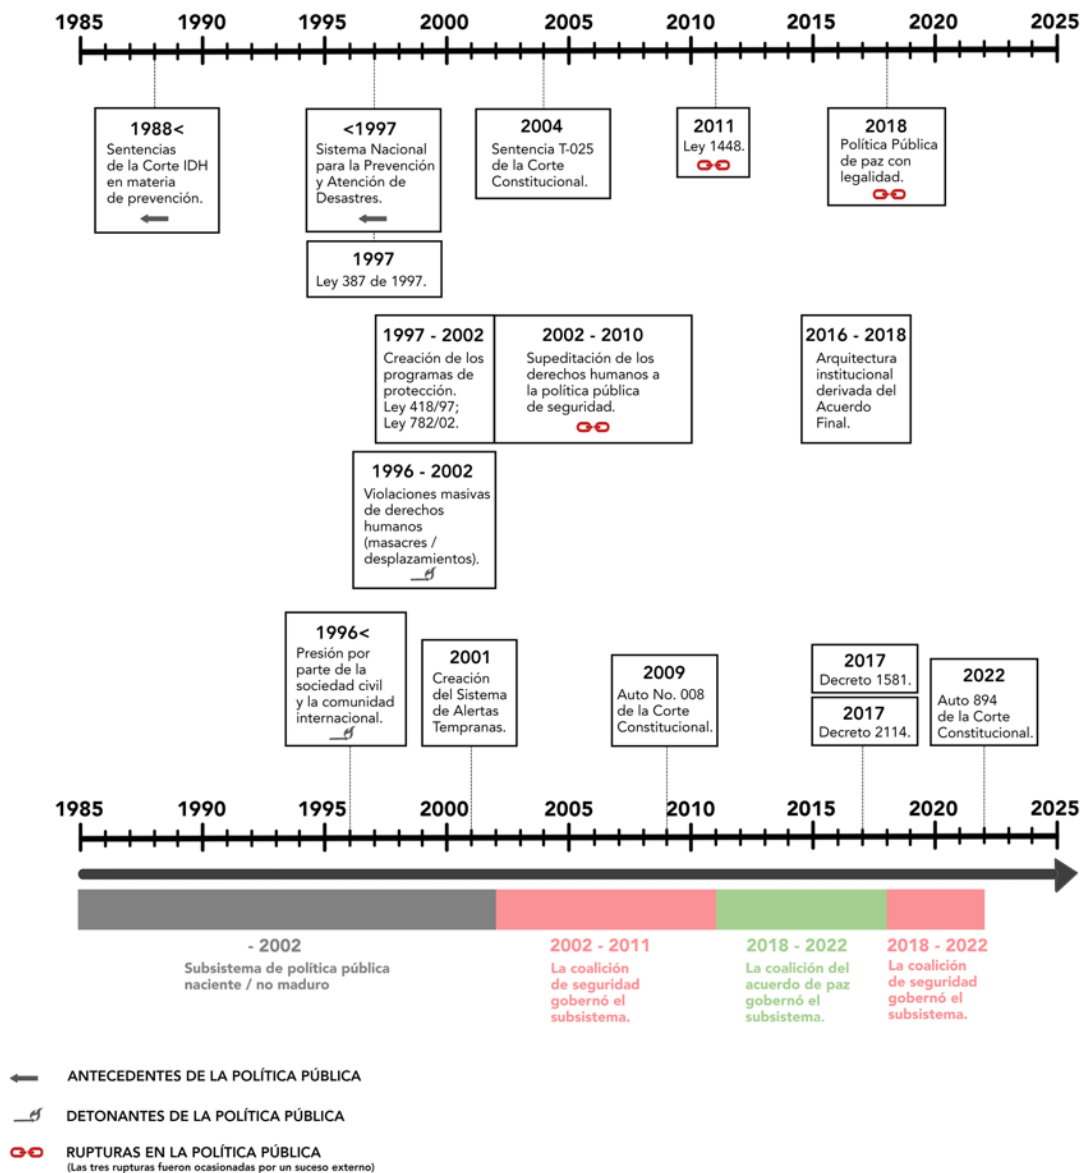 1985 1990 1995 2000 2005 2010 2015 2020 2025
1988<
Sentencias
de la Corte IDH
en materia
de prevención.
<1997
Sistema Nacional
para la Prevención
y Atención de
Desastres.
2004
Sentencia T-025
de la Corte
Constitucional.
2011
Ley 1448.
2018
Política Pública
de paz con
legalidad.
1997
Ley 387 de 1997.
1997 - 2002
Creación de los
programas de
protección.
Ley 418/97;
Ley 782/02.
2002 - 2010
Supeditación de los
derechos humanos a
la política pública
de seguridad.
2016 - 2018
Arquitectura
institucional
derivada del
Acuerdo
Final.
1996 - 2002
Violaciones masivas
de derechos
humanos
(masacres /
desplazamientos).
1996<
Presión por
parte de la
sociedad civil
y la comunidad
internacional.
2001
Creación
del Sistema
de Alertas
Tempranas.
2009
Auto No. 008
de la Corte
Constitucional.
2017
Decreto 1581.
2017
Decreto 2114.
2022
Auto 894
de la Corte
Constitucional.
1985 1990 1995 2000 2005 2010 2015 2020 2025
- 2002
Subsistema de política pública
naciente / no maduro
2002 - 2011
La coalición
de seguridad
gobernó el
subsistema.
2018 - 2022
La coalición del
acuerdo de paz
gobernó el
subsistema.
2018 - 2022
La coalición
de seguridad
gobernó el
subsistema.
ANTECEDENTES DE LA POLÍTICA PÚBLICA
DETONANTES DE LA POLÍTICA PÚBLICA
RUPTURAS EN LA POLÍTICA PÚBLICA
(Las tres rupturas fueron ocasionadas por un suceso externo)